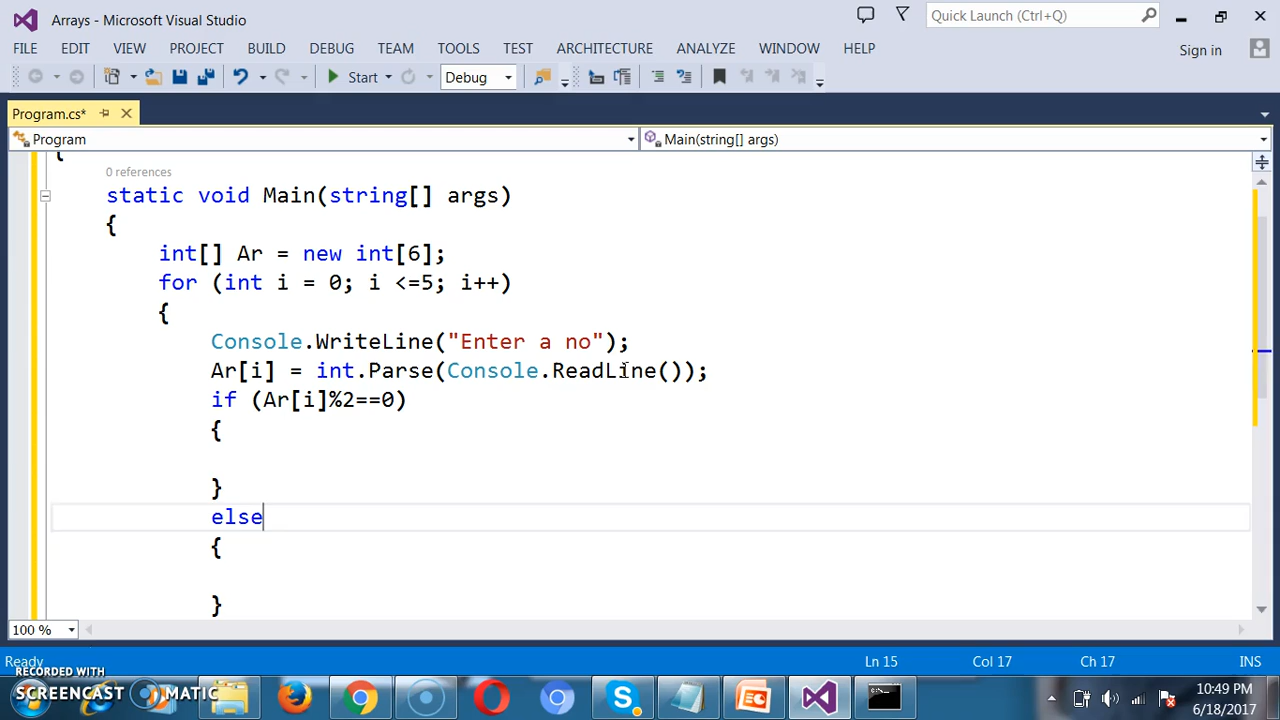 Arrays - Microsoft Visual Studio
Quick Launch (Ctrl+Q)
FILE EDIT VIEW PROJECT BUILD DEBUG TEAM TOOLS TEST ARCHITECTURE ANALYZE WINDOW HELP
Sign in
Start Debug
Program.cs*
Program Main(string[] args)
{
0 references
static void Main(string[] args)
{
int[] Ar = new int[6];
for (int i = 0; i <=5; i++)
{
Console.WriteLine("Enter a no");
Ar[i] = int.Parse(Console.ReadLine());
if (Ar[i]%2==0)
{
}
else
{
}
100 %
Ready Ln 15 Col 17 Ch 17 INS
RECORDED WITH
SCREENCAST MATIC
10:49 PM
6/18/2017